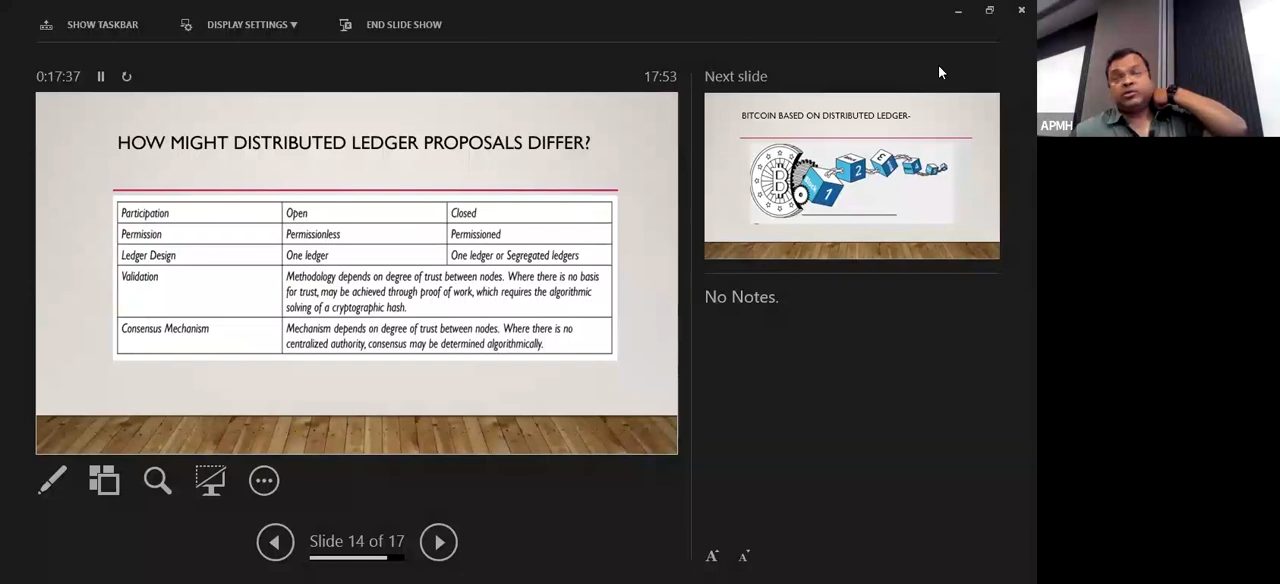 SHOW TASKBAR
DISPLAY SETTINGS ▼
END SLIDE SHOW
0:17:37
17:53
Next slide
HOW MIGHT DISTRIBUTED LEDGER PROPOSALS DIFFER?
Participation Open Closed
Permission Permissionless Permissioned
Ledger Design One ledger One ledger or Segregated ledgers
Validation Methodology depends on degree of trust between nodes. Where there is no basis
for trust, may be achieved through proof of work, which requires the algorithmic
solving of a cryptographic hash.
Consensus Mechanism Mechanism depends on degree of trust between nodes. Where there is no
centralized authority, consensus may be determined algorithmically.
BITCOIN BASED ON DISTRIBUTED LEDGER-
B
1
2
No Notes.
Slide 14 of 17
A A
APMH